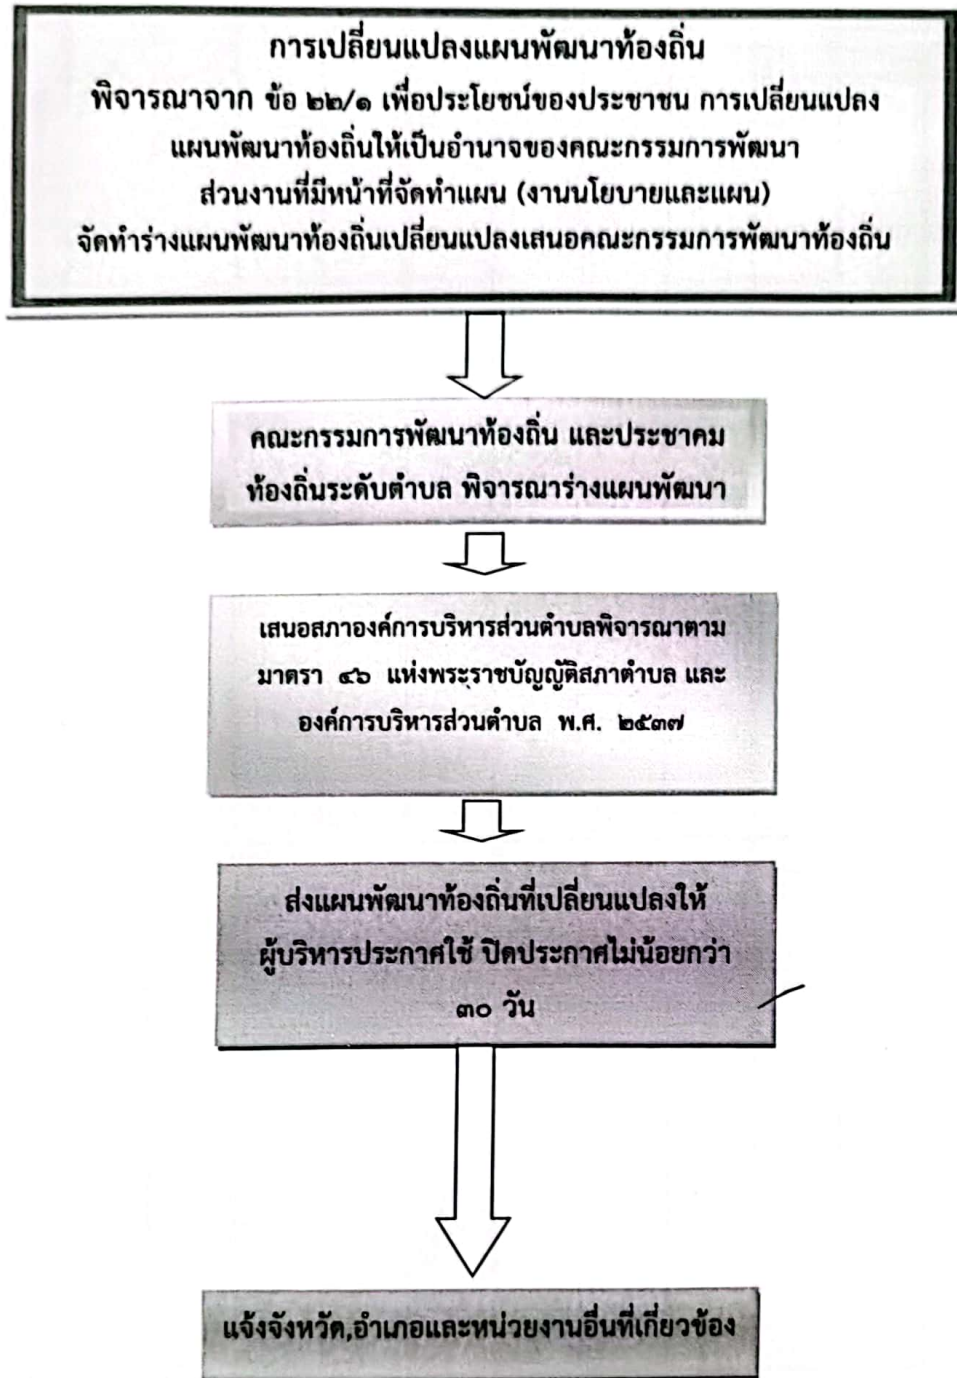 การเปลี่ยนแปลงแผนพัฒนาท้องถิ่น
พิจารณาจาก ข้อ ๒๒/๑ เพื่อประโยชน์ของประชาชน การเปลี่ยนแปลง
แผนพัฒนาท้องถิ่นให้เป็นอำนาจของคณะกรรมการพัฒนา
ส่วนงานที่มีหน้าที่จัดทำแผน (งานนโยบายและแผน)
จัดทำร่างแผนพัฒนาท้องถิ่นเปลี่ยนแปลงเสนอคณะกรรมการพัฒนาท้องถิ่น
คณะกรรมการพัฒนาท้องถิ่น และประชาคม
ท้องถิ่นระดับตำบล พิจารณาร่างแผนพัฒนา
เสนอสภาองค์การบริหารส่วนตำบลพิจารณาตาม
มาตรา ๔๖ แห่งพระราชบัญญัติสภาตำบล และ
องค์การบริหารส่วนตำบล พ.ศ. ๒๕๓๗
ส่งแผนพัฒนาท้องถิ่นที่เปลี่ยนแปลงให้
ผู้บริหารประกาศใช้ ปิดประกาศไม่น้อยกว่า
๓๐ วัน
แจ้งจังหวัด,อำเภอและหน่วยงานอื่นที่เกี่ยวข้อง